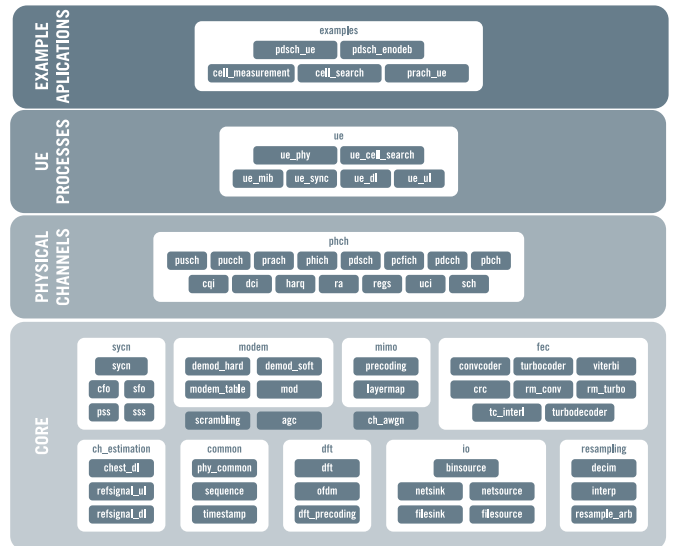 EXAMPLE
APLICATIONS
examples
pdsch_ue pdsch_enodeb
cell_measurement cell_search prach_ue
UE
PROCESSES
ue
ue_phy ue_cell_search
ue_mib ue_sync ue_dl ue_ul
PHYSICAL
CHANNELS
phch
pusch pucch prach phich pdsch pcfich pdcch pbch
cqi dci harq ra regs uci sch
CORE
sycn
sycn
cfo sfo
pss sss
modem
demod_hard demod_soft
modem_table mod
scrambling agc
mimo
precoding
layermap
ch_awgn
fec
convcoder turbocoder viterbi
crc rm_conv rm_turbo
tc_interl turbodecoder
ch_estimation
chest_dl
refsignal_ul
refsignal_dl
common
phy_common
sequence
timestamp
dft
dft
ofdm
dft_precoding
io
binsource
netsink netsource
filesink filesource
resampling
decim
interp
resample_arb